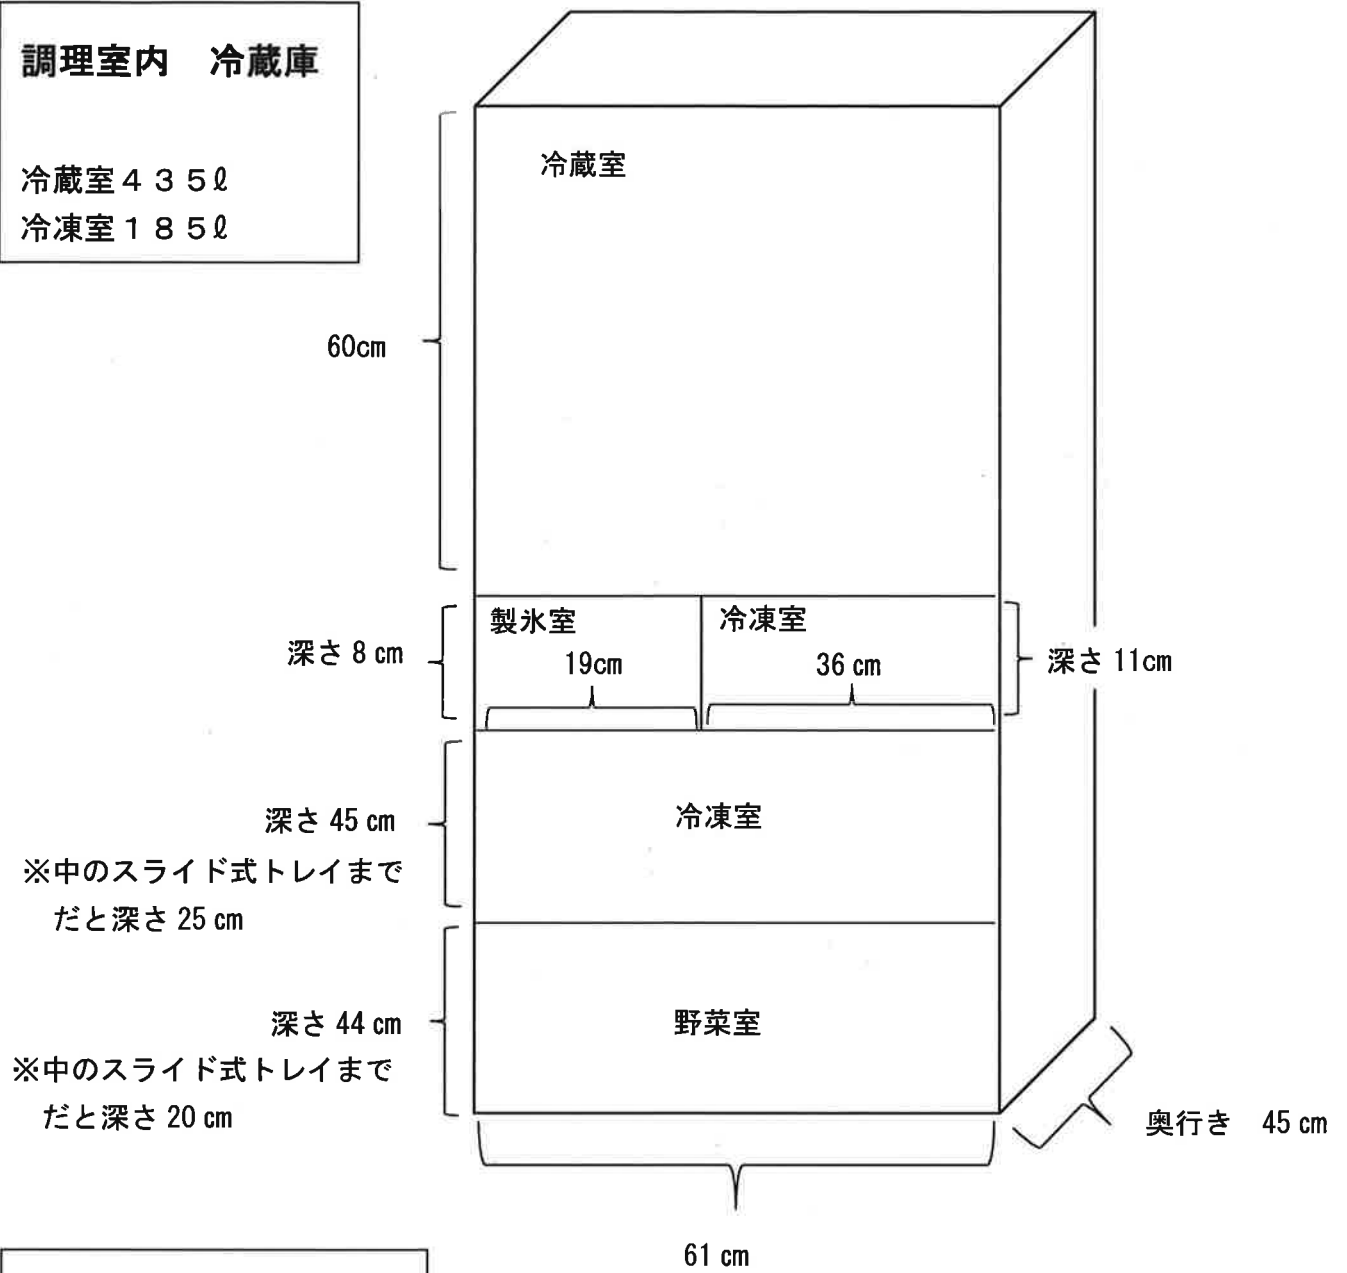 調理室内　冷蔵庫
冷蔵室４３５ℓ
冷凍室１８５ℓ
冷蔵室
60cm
製氷室
冷凍室
深さ 8 ㎝
19cm
36 ㎝
深さ 11cm
冷凍室
深さ 45 ㎝
※中のスライド式トレイまで
だと深さ 25 ㎝
野菜室
深さ 44 ㎝
※中のスライド式トレイまで
だと深さ 20 ㎝
奥行き　45 ㎝
61 ㎝